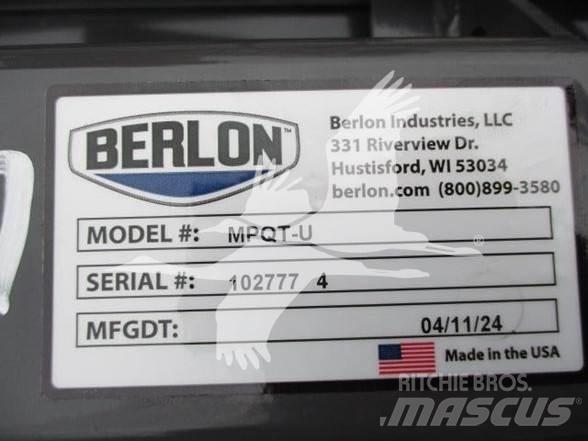 BERLON™
Berlon Industries, LLC
331 Riverview Dr.
Hustisford, WI 53034
berlon.com (800)899-3580
MODEL #: MPQT-U
SERIAL #: 102777 4
MFGDT: 04/11/24
Made in the USA
RITCHIE BROS.
MASCUS